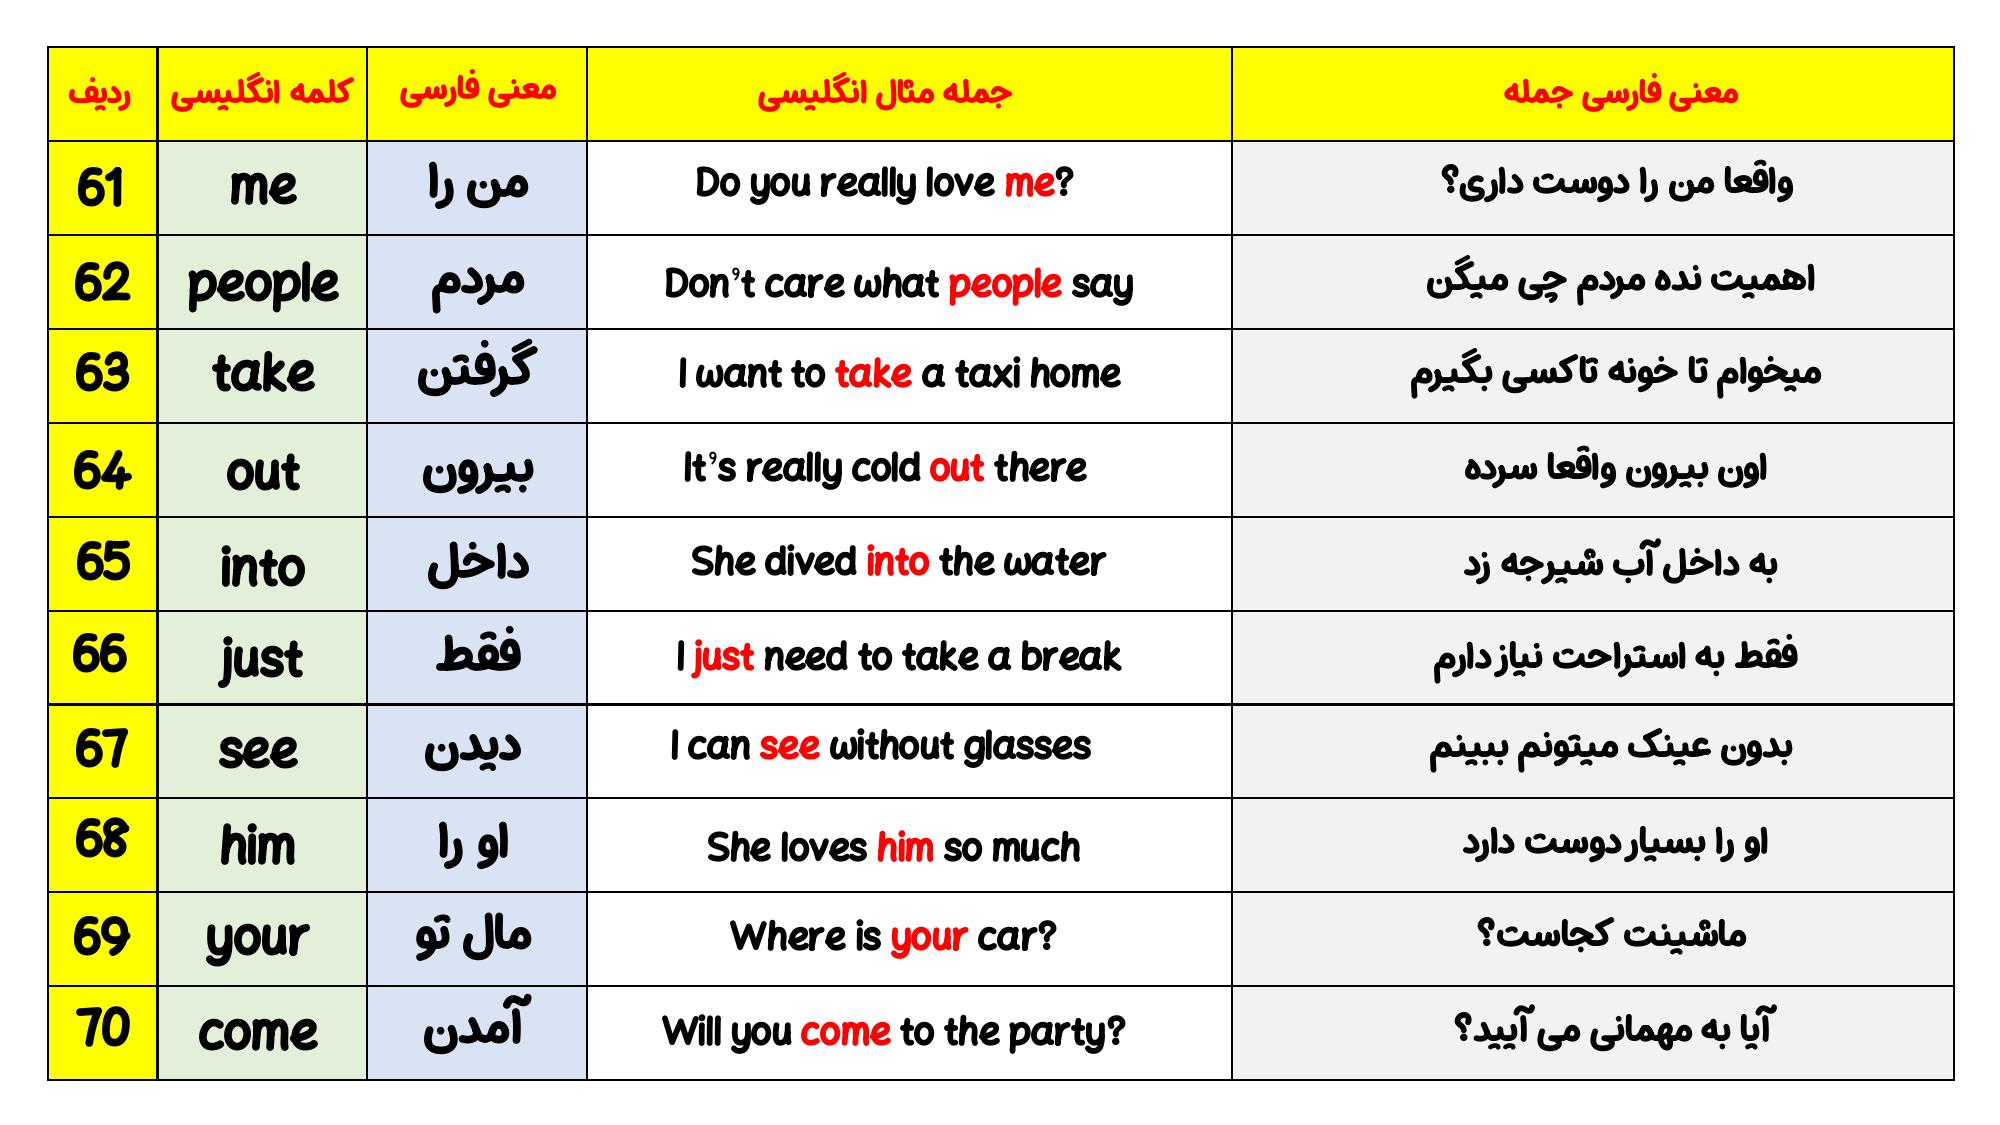 ردیف کلمه انگلیسی معنی فارسی جمله مثال انگلیسی معنی فارسی جمله
61 me من را Do you really love me? واقعا من را دوست داری؟
62 people مردم Don't care what people say اهمیت نده مردم چی میگن
63 take گرفتن I want to take a taxi home میخوام تا خونه تاکسی بگیرم
64 out بیرون It's really cold out there اون بیرون واقعا سرده
65 into داخل She dived into the water به داخل آب شیرجه زد
66 just فقط I just need to take a break فقط به استراحت نیاز دارم
67 see دیدن I can see without glasses بدون عینک میتونم ببینم
68 him او را She loves him so much او را بسیار دوست دارد
69 your مال تو Where is your car? ماشینت کجاست؟
70 come آمدن Will you come to the party? آیا به مهمانی می آیید؟